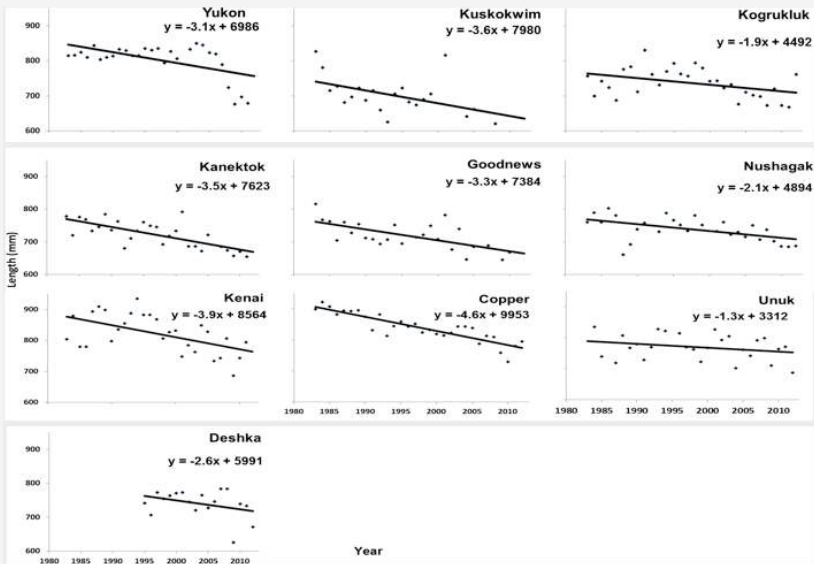 Yukon
y = -3.1x + 6986
Kuskokwim
y = -3.6x + 7980
Kogrukluk
y = -1.9x + 4492
900
800
700
600
Kanektok
y = -3.5x + 7623
Goodnews
y = -3.3x + 7384
Nushagak
y = -2.1x + 4894
900
800
700
600
Length (mm)
Kenai
y = -3.9x + 8564
Copper
y = -4.6x + 9953
Unuk
y = -1.3x + 3312
900
800
700
600
1980 1985 1990 1995 2000 2005 2010
1980 1985 1990 1995 2000 2005 2010
Deshka
y = -2.6x + 5991
900
800
700
600
1980 1985 1990 1995 2000 2005 2010
Year